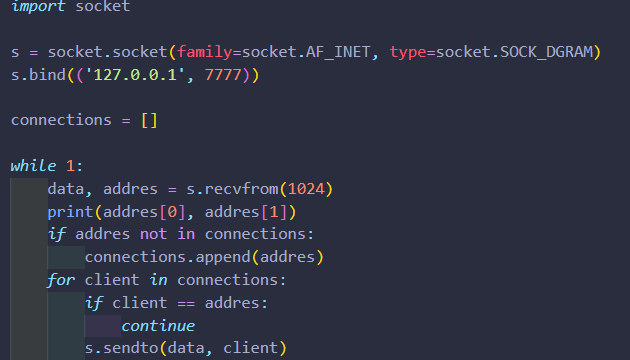 import socket
s = socket.socket(family=socket.AF_INET, type=socket.SOCK_DGRAM)
s.bind(('127.0.0.1', 7777))
connections = []
while 1:
    data, addres = s.recvfrom(1024)
    print(addres[0], addres[1])
    if addres not in connections:
        connections.append(addres)
    for client in connections:
        if client == addres:
            continue
        s.sendto(data, client)